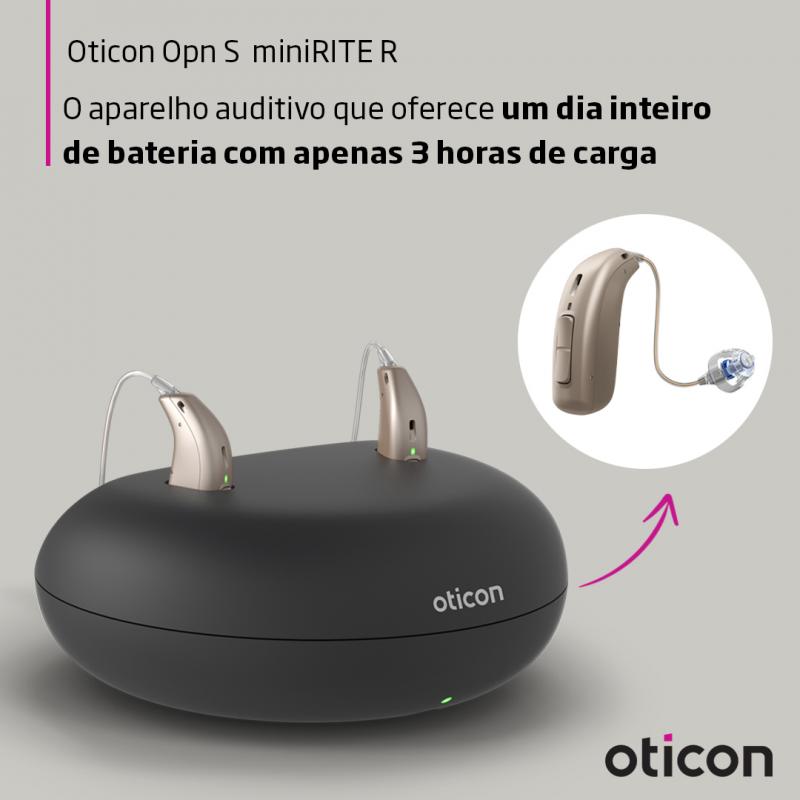 Oticon Opn S miniRITE R
O aparelho auditivo que oferece um dia inteiro
de bateria com apenas 3 horas de carga
oticon
oticon